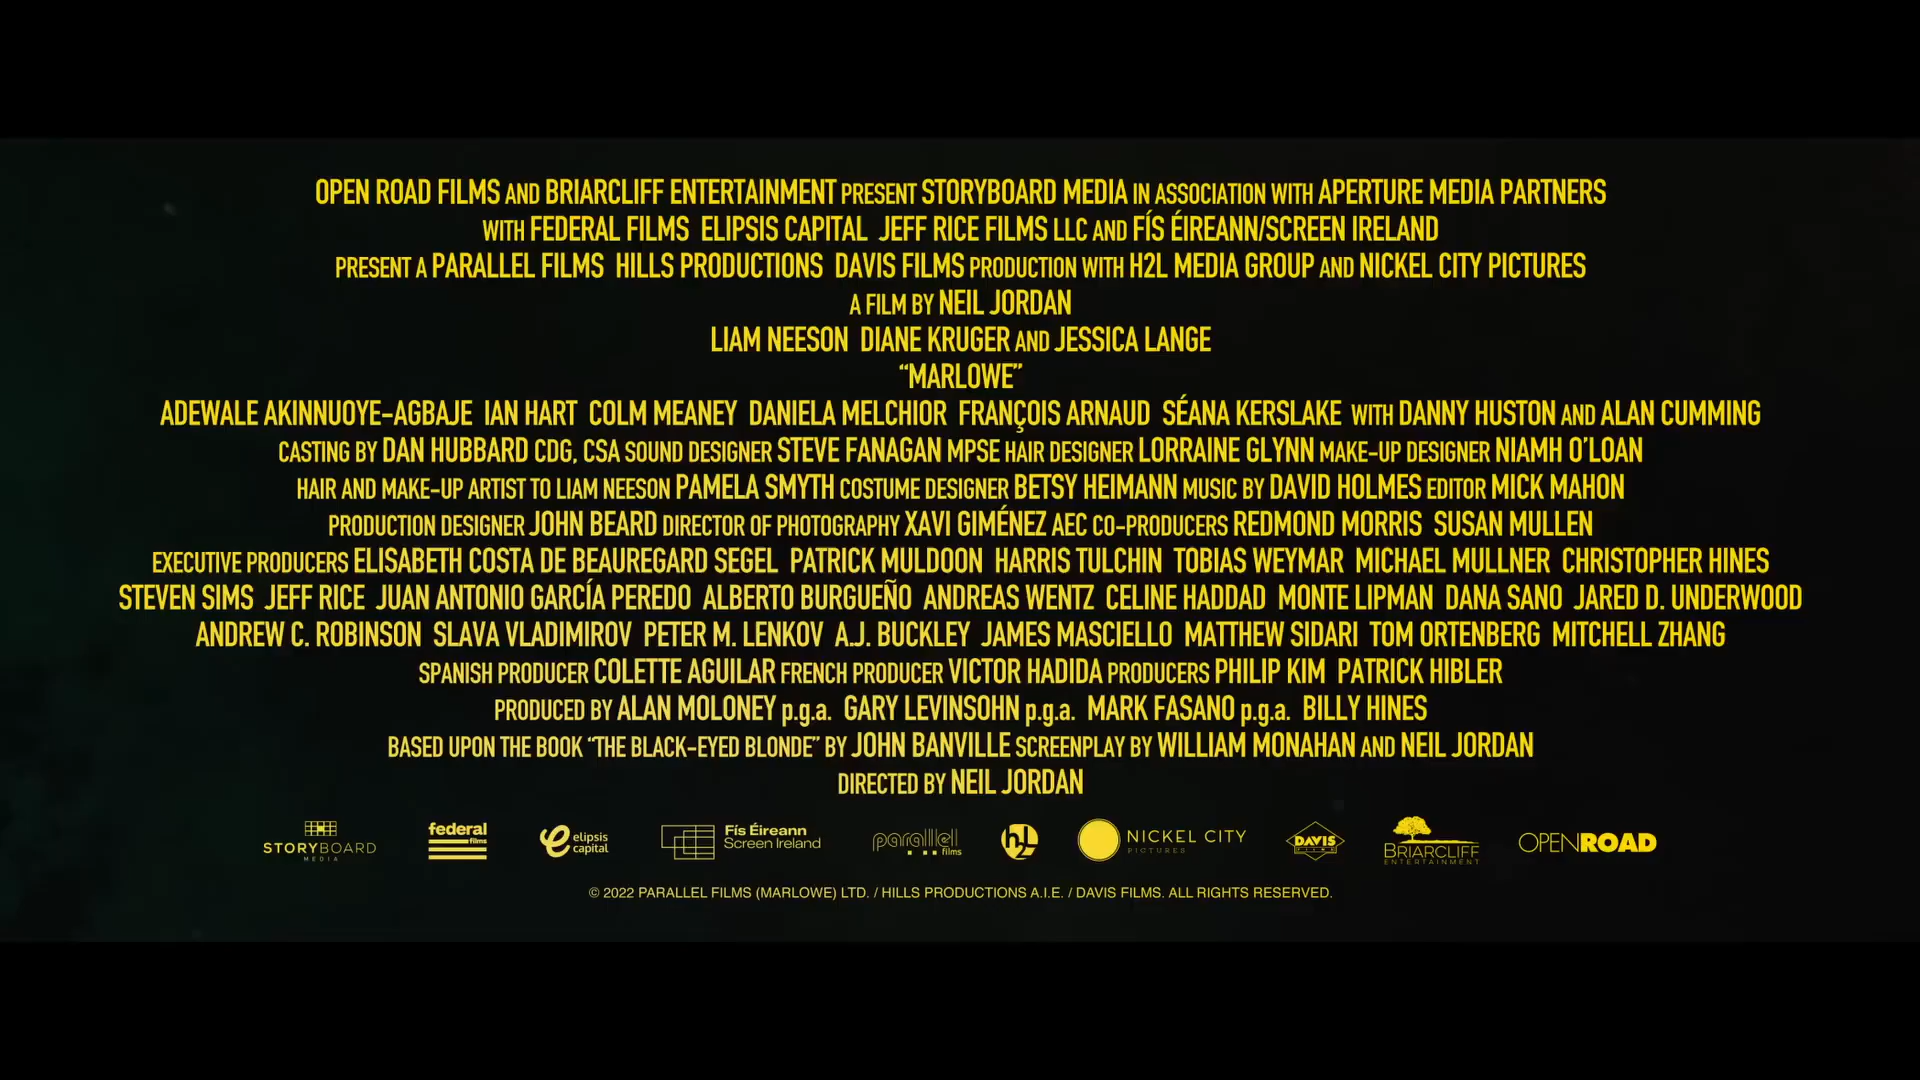 OPEN ROAD FILMS AND BRIARCLIFF ENTERTAINMENT PRESENT STORYBOARD MEDIA IN ASSOCIATION WITH APERTURE MEDIA PARTNERS
WITH FEDERAL FILMS ELIPSIS CAPITAL JEFF RICE FILMS LLC AND FÍS ÉIREANN/SCREEN IRELAND
PRESENT A PARALLEL FILMS HILLS PRODUCTIONS DAVIS FILMS PRODUCTION WITH H2L MEDIA GROUP AND NICKEL CITY PICTURES
A FILM BY NEIL JORDAN
LIAM NEESON DIANE KRUGER AND JESSICA LANGE
“MARLOWE”
ADEWALE AKINNUOYE-AGBAJE IAN HART COLM MEANEY DANIELA MELCHIOR FRANÇOIS ARNAUD SÉANA KERSLAKE WITH DANNY HUSTON AND ALAN CUMMING
CASTING BY DAN HUBBARD CDG, CSA SOUND DESIGNER STEVE FANAGAN MPSE HAIR DESIGNER LORRAINE GLYNN MAKE-UP DESIGNER NIAMH O’LOAN
HAIR AND MAKE-UP ARTIST TO LIAM NEESON PAMELA SMYTH COSTUME DESIGNER BETSY HEIMANN MUSIC BY DAVID HOLMES EDITOR MICK MAHON
PRODUCTION DESIGNER JOHN BEARD DIRECTOR OF PHOTOGRAPHY XAVI GIMÉNEZ AEC CO-PRODUCERS REDMOND MORRIS SUSAN MULLEN
EXECUTIVE PRODUCERS ELISABETH COSTA DE BEAUREGARD SEGEL PATRICK MULDOON HARRIS TULCHIN TOBIAS WEYMAR MICHAEL MULLNER CHRISTOPHER HINES
STEVEN SIMS JEFF RICE JUAN ANTONIO GARCÍA PEREDO ALBERTO BURGUEÑO ANDREAS WENTZ CELINE HADDAD MONTE LIPMAN DANA SANO JARED D. UNDERWOOD
ANDREW C. ROBINSON SLAVA VLADIMIROV PETER M. LENKOV A.J. BUCKLEY JAMES MASCIELLO MATTHEW SIDARI TOM ORTENBERG MITCHELL ZHANG
SPANISH PRODUCER COLETTE AGUILAR FRENCH PRODUCER VICTOR HADIDA PRODUCERS PHILIP KIM PATRICK HIBLER
PRODUCED BY ALAN MOLONEY p.g.a. GARY LEVINSOHN p.g.a. MARK FASANO p.g.a. BILLY HINES
BASED UPON THE BOOK “THE BLACK-EYED BLONDE” BY JOHN BANVILLE SCREENPLAY BY WILLIAM MONAHAN AND NEIL JORDAN
DIRECTED BY NEIL JORDAN
STORYBOARD
MEDIA
federal
films
elipsis
capital
Fís Éireann
Screen Ireland
parallel
films
h2L
NICKEL CITY
PICTURES
DAVIS
FILMS
BRIARCLIFF
ENTERTAINMENT
OPEN ROAD
© 2022 PARALLEL FILMS (MARLOWE) LTD. / HILLS PRODUCTIONS A.I.E. / DAVIS FILMS. ALL RIGHTS RESERVED.